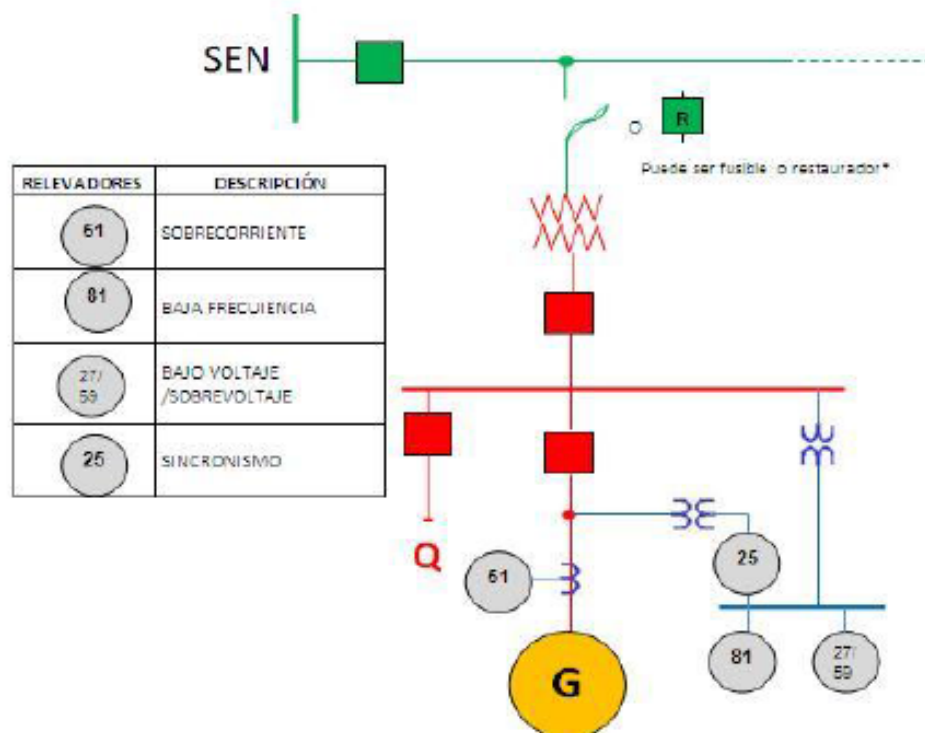 SEN
R
O
Puede ser fusible o restaurador*
RELEVADORES DESCRIPCIÓN
51 SOBRECORRIENTE
81 BAJA FRECUIENCIA
27/
59
BAJO VOLTAJE
/SOBREVOLTAJE
25 SINCRONISMO
Q
51
25
81
27/
59
G